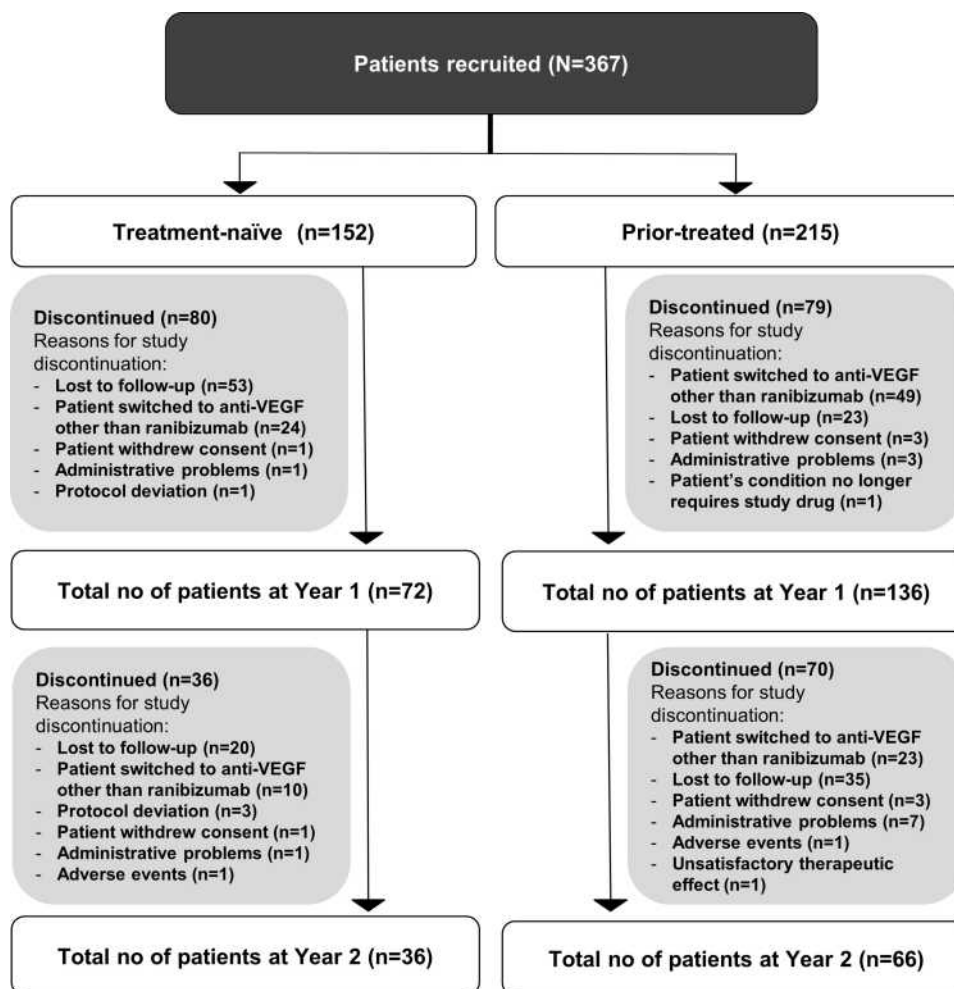 Patients recruited (N=367)
Treatment-naïve (n=152)
Prior-treated (n=215)
Discontinued (n=80)
Reasons for study
discontinuation:
- Lost to follow-up (n=53)
- Patient switched to anti-VEGF
other than ranibizumab (n=24)
- Patient withdrew consent (n=1)
- Administrative problems (n=1)
- Protocol deviation (n=1)
Discontinued (n=79)
Reasons for study
discontinuation:
- Patient switched to anti-VEGF
other than ranibizumab (n=49)
- Lost to follow-up (n=23)
- Patient withdrew consent (n=3)
- Administrative problems (n=3)
- Patient's condition no longer
requires study drug (n=1)
Total no of patients at Year 1 (n=72)
Total no of patients at Year 1 (n=136)
Discontinued (n=36)
Reasons for study
discontinuation:
- Lost to follow-up (n=20)
- Patient switched to anti-VEGF
other than ranibizumab (n=10)
- Protocol deviation (n=3)
- Patient withdrew consent (n=1)
- Administrative problems (n=1)
- Adverse events (n=1)
Discontinued (n=70)
Reasons for study
discontinuation:
- Patient switched to anti-VEGF
other than ranibizumab (n=23)
- Lost to follow-up (n=35)
- Patient withdrew consent (n=3)
- Administrative problems (n=7)
- Adverse events (n=1)
- Unsatisfactory therapeutic
effect (n=1)
Total no of patients at Year 2 (n=36)
Total no of patients at Year 2 (n=66)